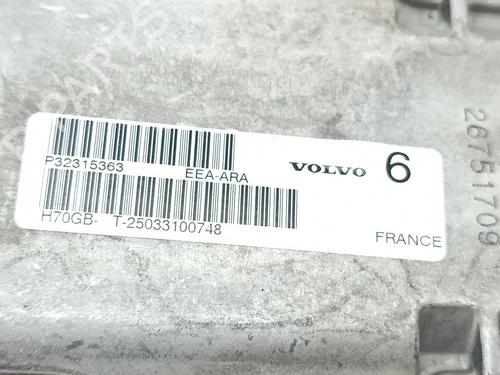 P32315363 EEA-ARA VOLVO 6
H70GB- T-25033100748
FRANCE
26751709